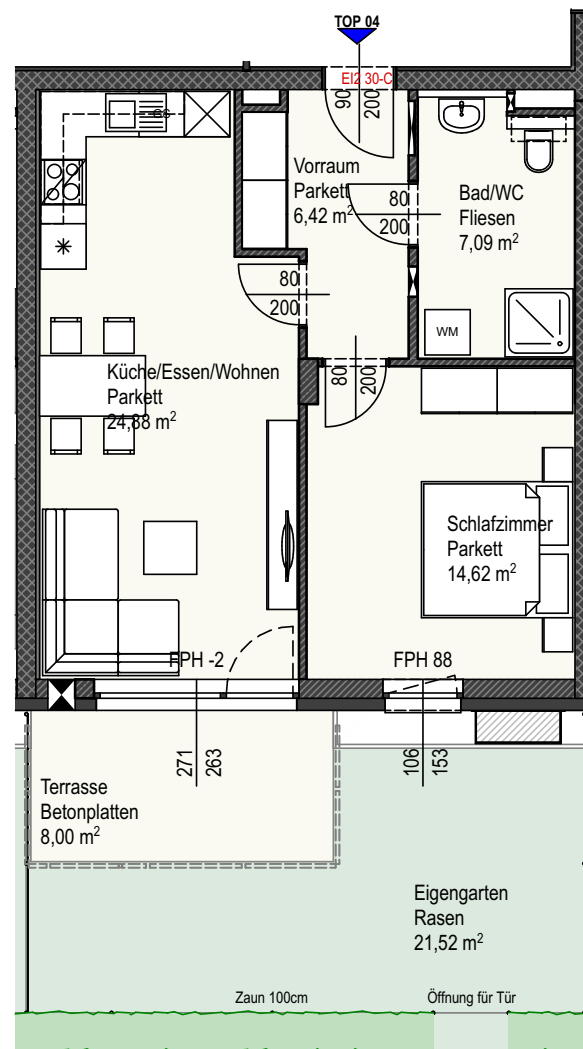 TOP 04
EI2 30-C
90
200
Vorraum
Parkett
6,42 m²
80
200
Bad/WC
Fliesen
7,09 m²
80
200
WM
80
200
Küche/Essen/Wohnen
Parkett
24,88 m²
Schlafzimmer
Parkett
14,62 m²
FPH -2
FPH 88
271
263
106
153
Terrasse
Betonplatten
8,00 m²
Eigengarten
Rasen
21,52 m²
Zaun 100cm
Öffnung für Tür